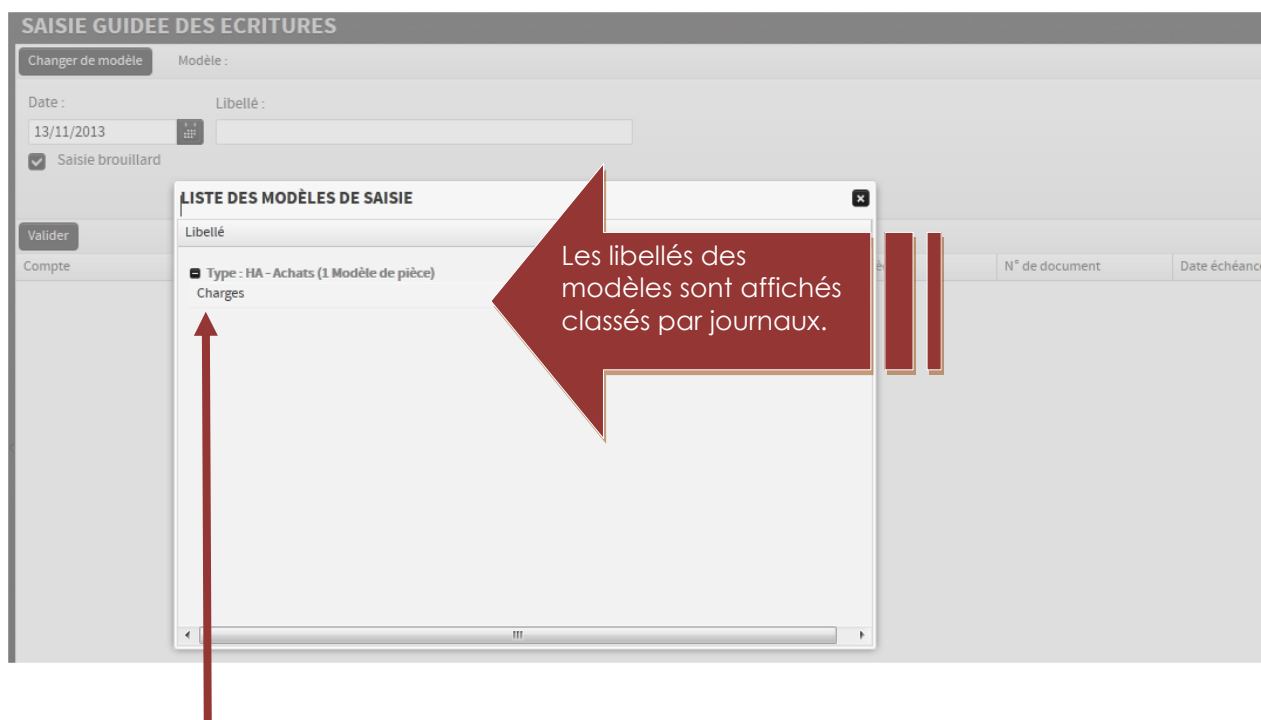 SAISIE GUIDEE DES ECRITURES
Changer de modèle Modèle :
Date : Libellé :
13/11/2013
Saisie brouillard
LISTE DES MODÈLES DE SAISIE
Valider
Libellé
Compte N° de document Date échéanc
Type : HA - Achats (1 Modèle de pièce)
Charges
Les libellés des
modèles sont affichés
classés par journaux.